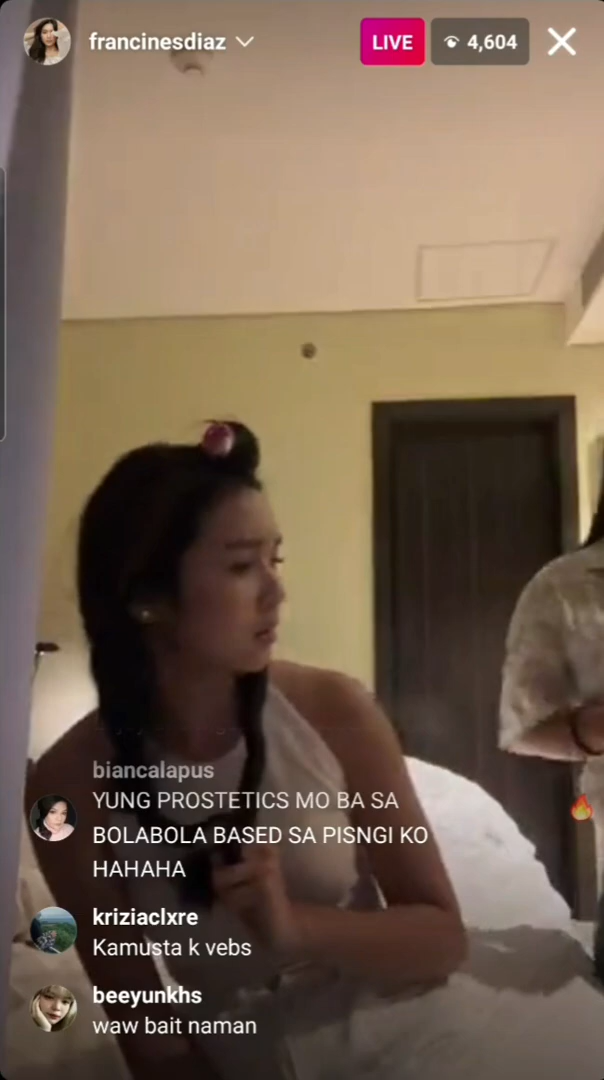 francinesdiaz
LIVE
4,604
biancalapus
YUNG PROSTETICS MO BA SA
BOLABOLA BASED SA PISNGI KO
HAHAHA
kriziaclxre
Kamusta k vebs
beeyunkhs
waw bait naman